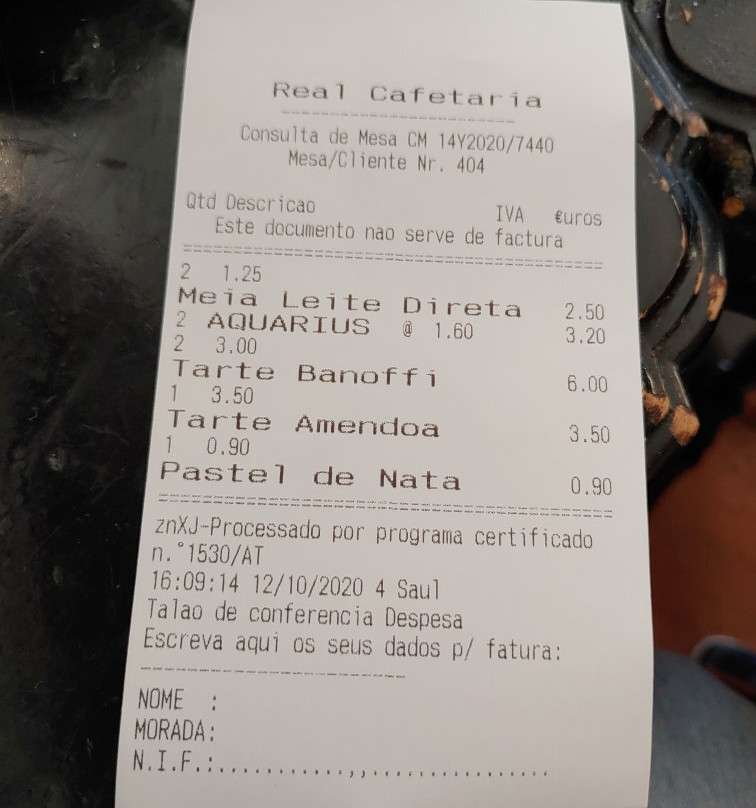 Real Cafetaria
Consulta de Mesa CM 14Y2020/7440
Mesa/Cliente Nr. 404
Qtd Descricao IVA €uros
Este documento nao serve de factura
2 1.25
Meia Leite Direta 2.50
2 AQUARIUS @ 1.60 3.20
2 3.00
Tarte Banoffi 6.00
1 3.50
Tarte Amendoa 3.50
1 0.90
Pastel de Nata 0.90
znXJ-Processado por programa certificado
n.°1530/AT
16:09:14 12/10/2020 4 Saul
Talao de conferencia Despesa
Escreva aqui os seus dados p/ fatura:
NOME :
MORADA:
N.I.F.:............,,.................